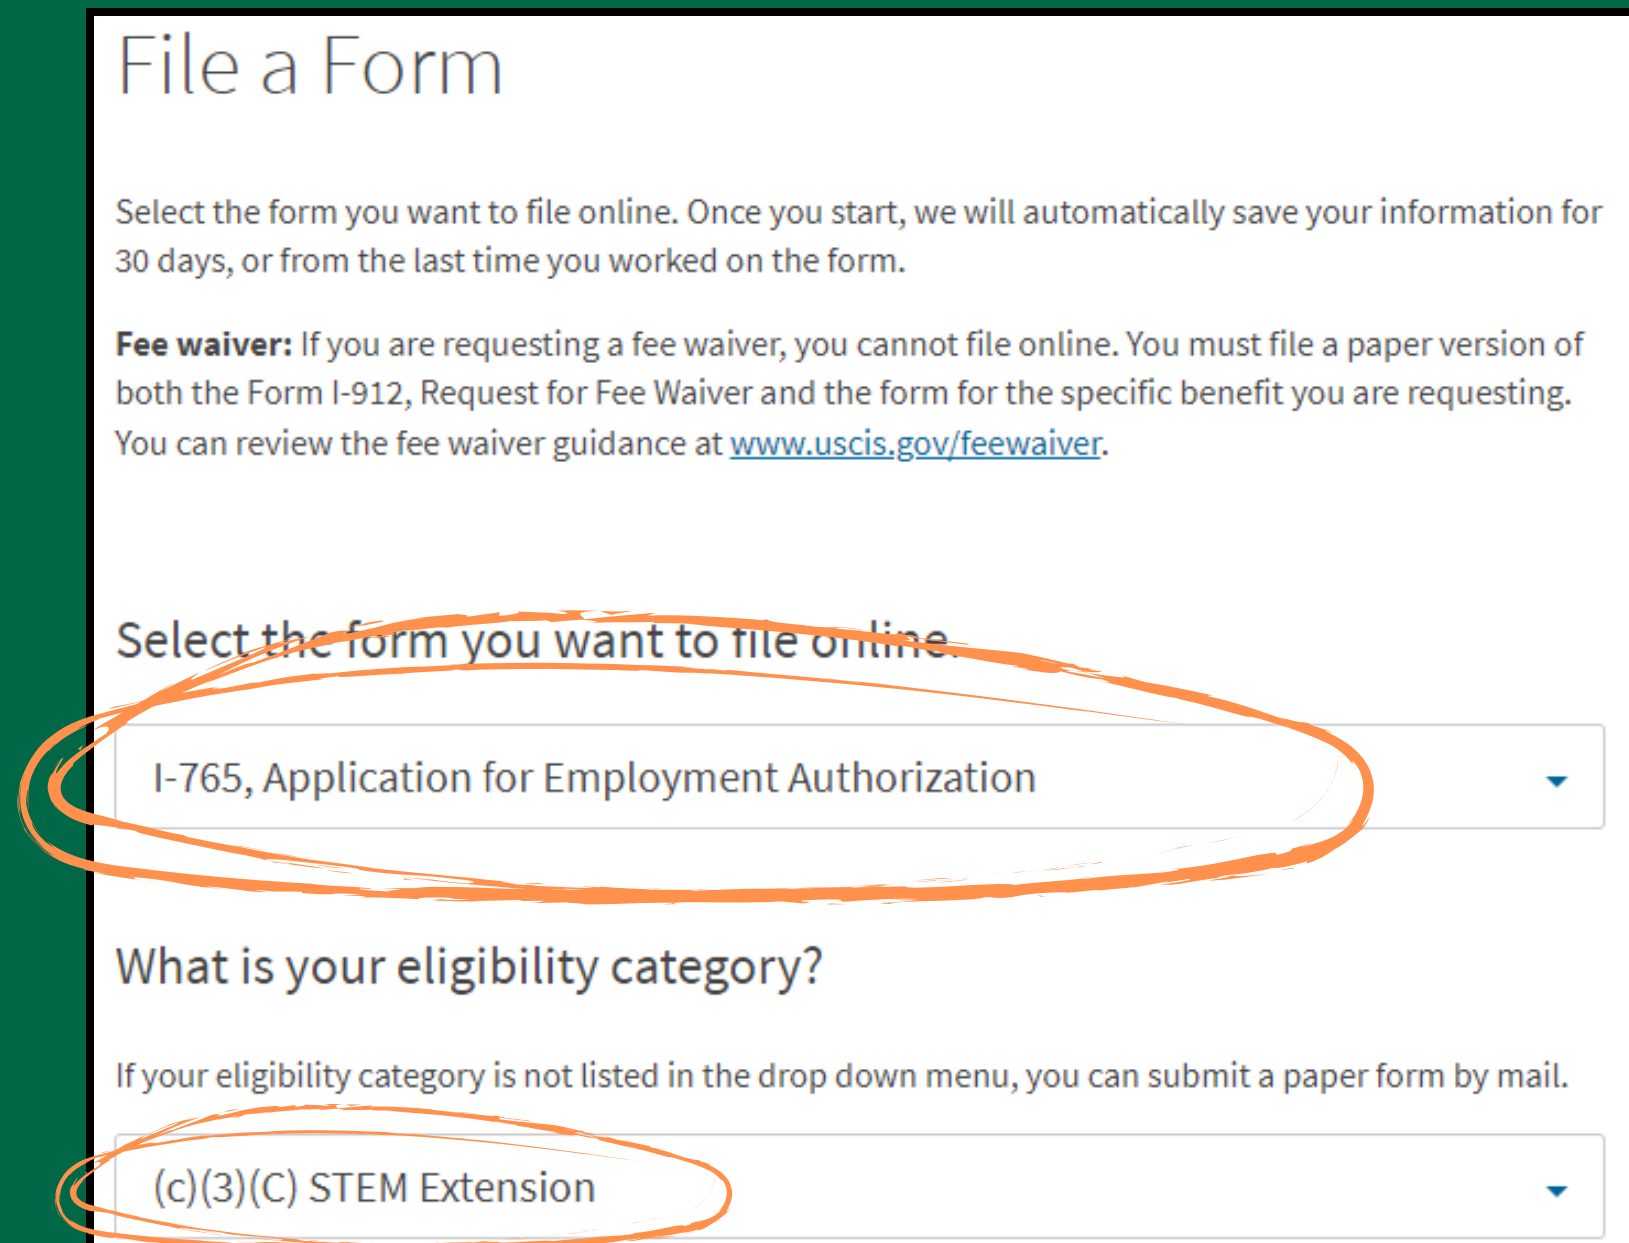 File a Form
Select the form you want to file online. Once you start, we will automatically save your information for
30 days, or from the last time you worked on the form.
Fee waiver: If you are requesting a fee waiver, you cannot file online. You must file a paper version of
both the Form I-912, Request for Fee Waiver and the form for the specific benefit you are requesting.
You can review the fee waiver guidance at www.uscis.gov/feewaiver.
Select the form you want to file online.
I-765, Application for Employment Authorization
What is your eligibility category?
If your eligibility category is not listed in the drop down menu, you can submit a paper form by mail.
(c)(3)(C) STEM Extension